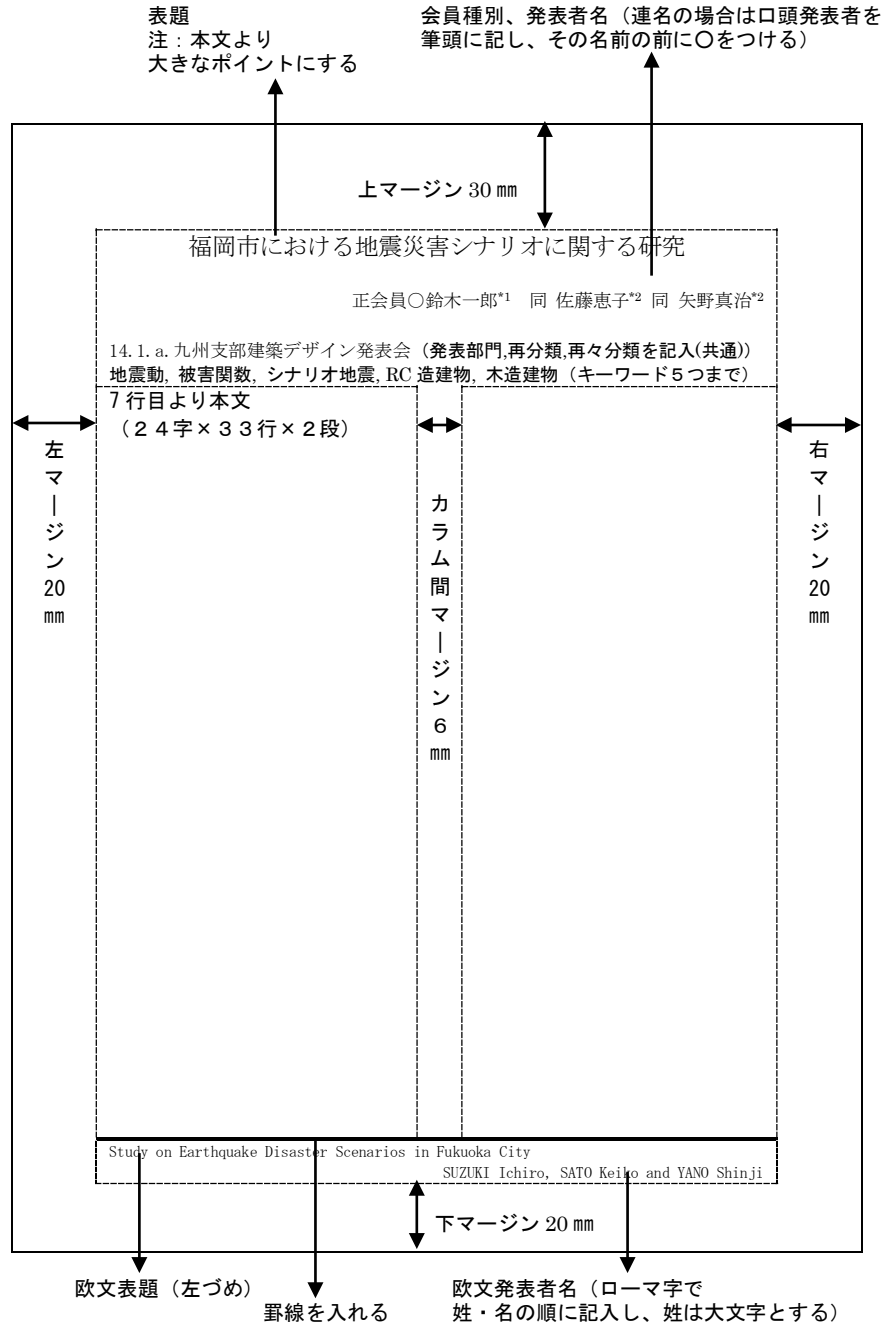 表題
注：本文より
大きなポイントにする
会員種別、発表者名（連名の場合は口頭発表者を
筆頭に記し、その名前の前に○をつける）
上マージン 30 ㎜
福岡市における地震災害シナリオに関する研究
正会員○鈴木一郎*1　同 佐藤恵子*2 同 矢野真治*2
14.1.a.九州支部建築デザイン発表会（発表部門,再分類,再々分類を記入(共通)）
地震動, 被害関数, シナリオ地震, RC 造建物, 木造建物（キーワード５つまで）
7 行目より本文
（２４字×３３行×２段）
左マージン 20 ㎜
カラム間マージン６㎜
右マージン 20 ㎜
Study on Earthquake Disaster Scenarios in Fukuoka City
SUZUKI Ichiro, SATO Keiko and YANO Shinji
下マージン 20 ㎜
欧文表題（左づめ）
罫線を入れる
欧文発表者名（ローマ字で
姓・名の順に記入し、姓は大文字とする）